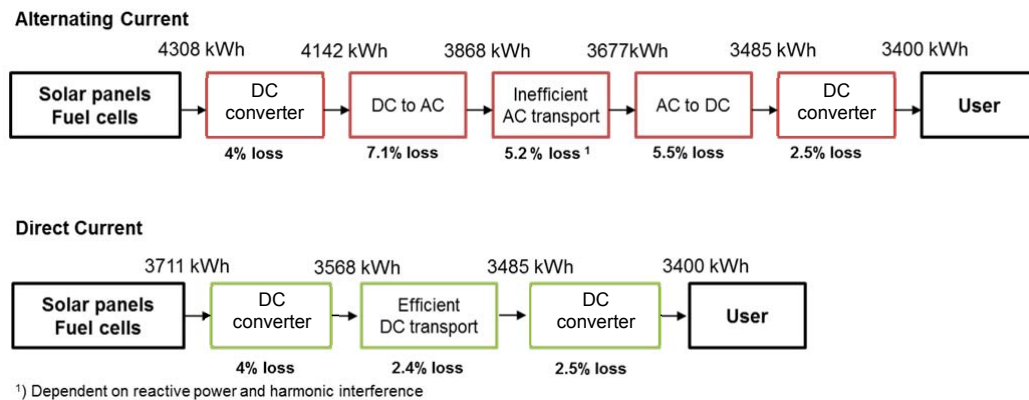 Alternating Current
4308 kWh
4142 kWh
3868 kWh
3677kWh
3485 kWh
3400 kWh
Solar panels
Fuel cells
DC
converter
DC to AC
Inefficient
AC transport
AC to DC
DC
converter
User
4% loss
7.1% loss
5.2% loss ¹
5.5% loss
2.5% loss
Direct Current
3711 kWh
3568 kWh
3485 kWh
3400 kWh
Solar panels
Fuel cells
DC
converter
Efficient
DC transport
DC
converter
User
4% loss
2.4% loss
2.5% loss
¹) Dependent on reactive power and harmonic interference